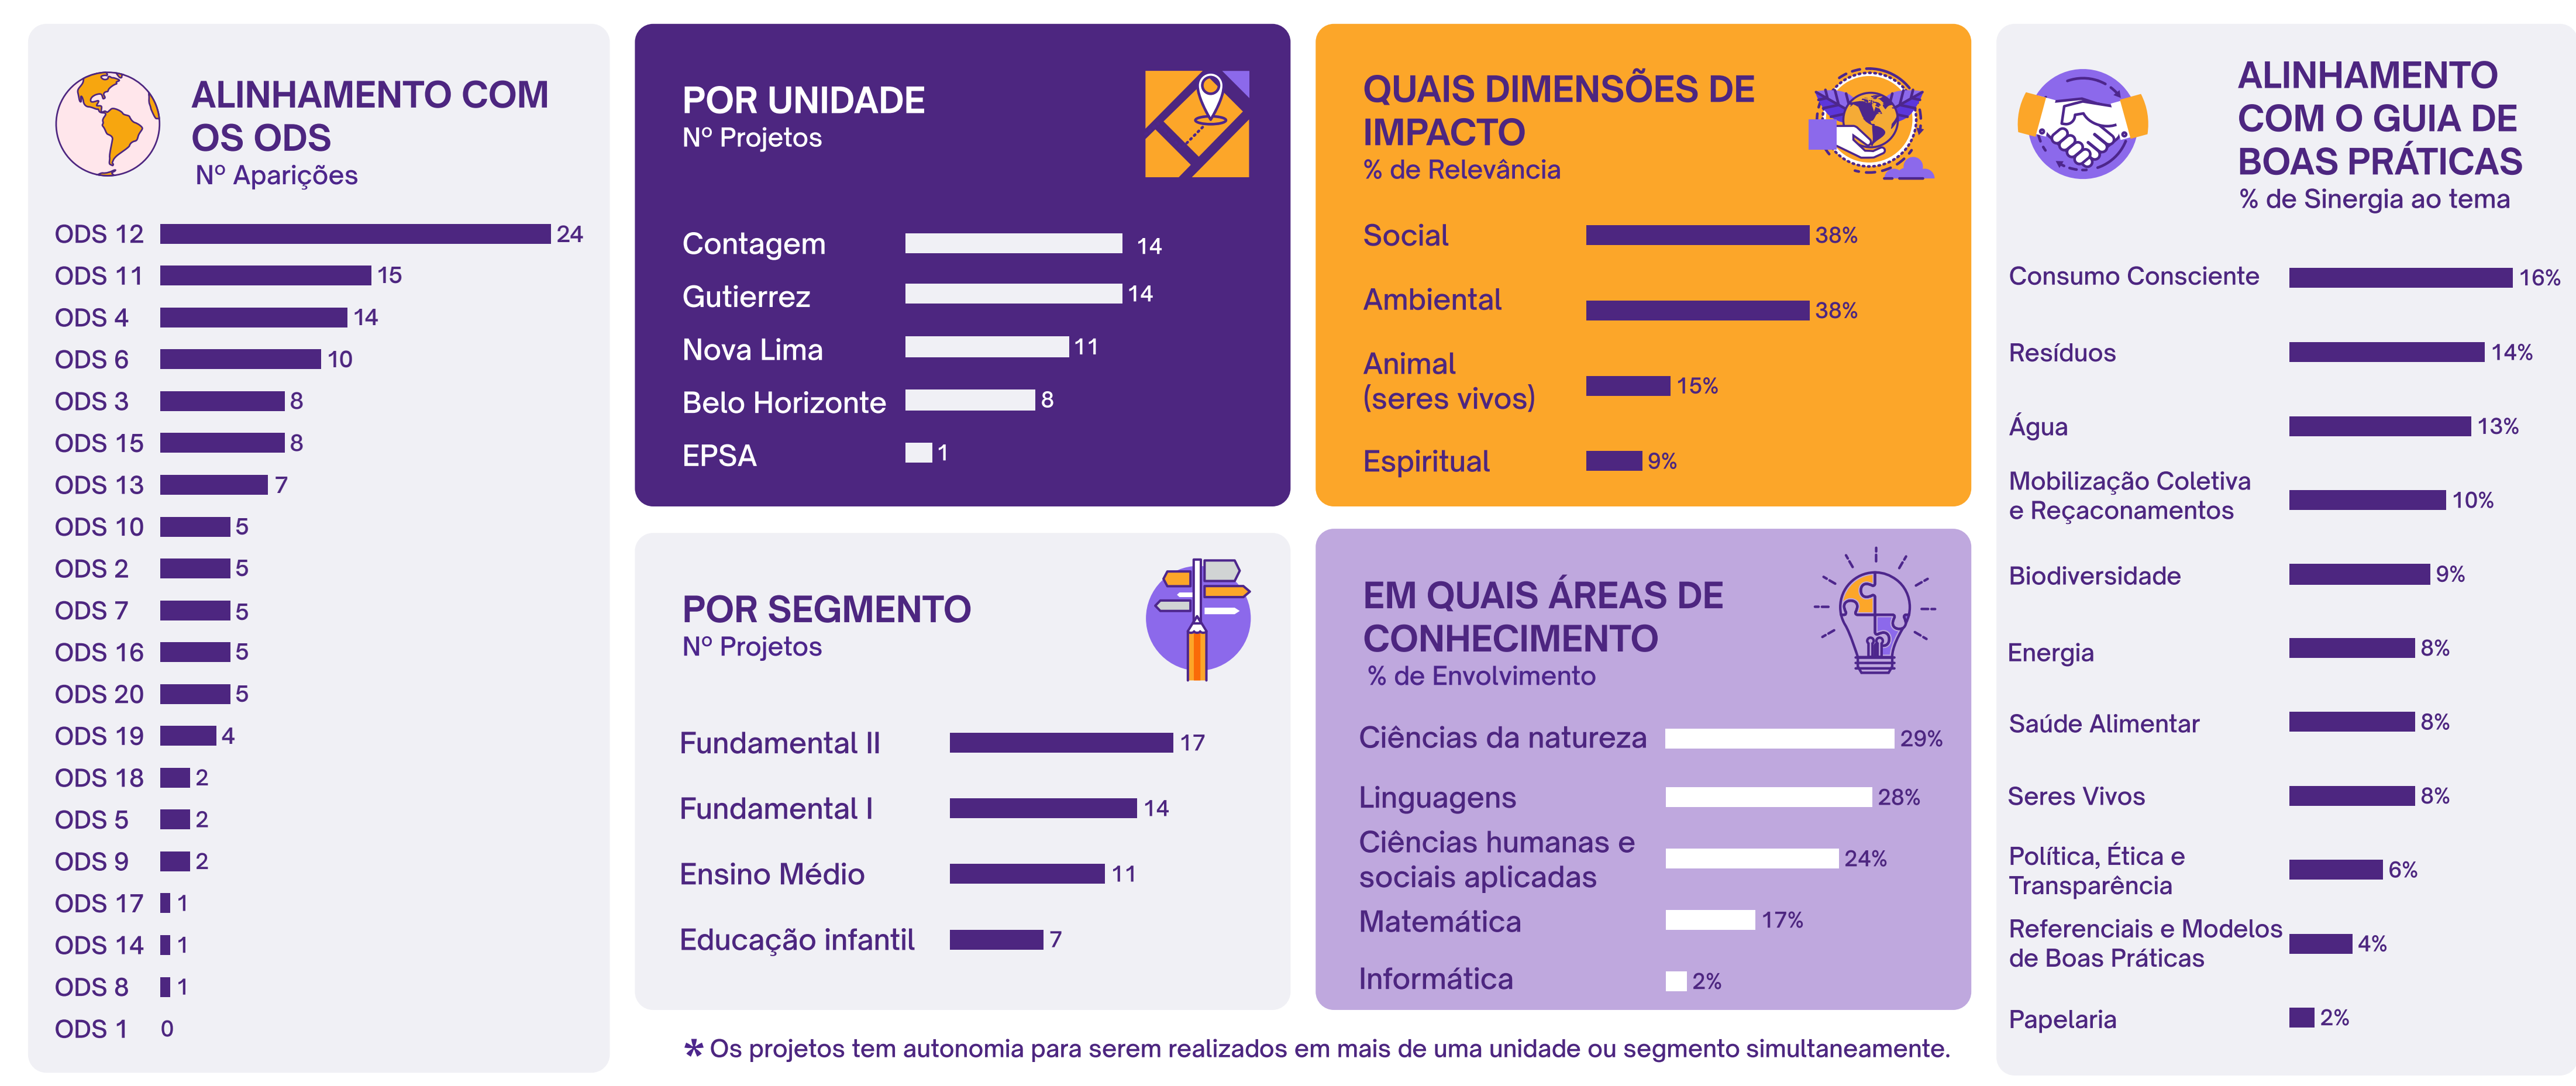 ALINHAMENTO COM
OS ODS
Nº Aparições
ODS 12 24
ODS 11 15
ODS 4 14
ODS 6 10
ODS 3 8
ODS 15 8
ODS 13 7
ODS 10 5
ODS 2 5
ODS 7 5
ODS 16 5
ODS 20 5
ODS 19 4
ODS 18 2
ODS 5 2
ODS 9 2
ODS 17 1
ODS 14 1
ODS 8 1
ODS 1 0
POR UNIDADE
Nº Projetos
Contagem 14
Gutierrez 14
Nova Lima 11
Belo Horizonte 8
EPSA 1
POR SEGMENTO
Nº Projetos
Fundamental II 17
Fundamental I 14
Ensino Médio 11
Educação infantil 7
QUAIS DIMENSÕES DE
IMPACTO
% de Relevância
Social 38%
Ambiental 38%
Animal
(seres vivos) 15%
Espiritual 9%
EM QUAIS ÁREAS DE
CONHECIMENTO
% de Envolvimento
Ciências da natureza 29%
Linguagens 28%
Ciências humanas e
sociais aplicadas 24%
Matemática 17%
Informática 2%
* Os projetos tem autonomia para serem realizados em mais de uma unidade ou segmento simultaneamente.
ALINHAMENTO
COM O GUIA DE
BOAS PRÁTICAS
% de Sinergia ao tema
Consumo Consciente 16%
Resíduos 14%
Água 13%
Mobilização Coletiva
e Reçaconamentos 10%
Biodiversidade 9%
Energia 8%
Saúde Alimentar 8%
Seres Vivos 8%
Política, Ética e
Transparência 6%
Referenciais e Modelos
de Boas Práticas 4%
Papelaria 2%